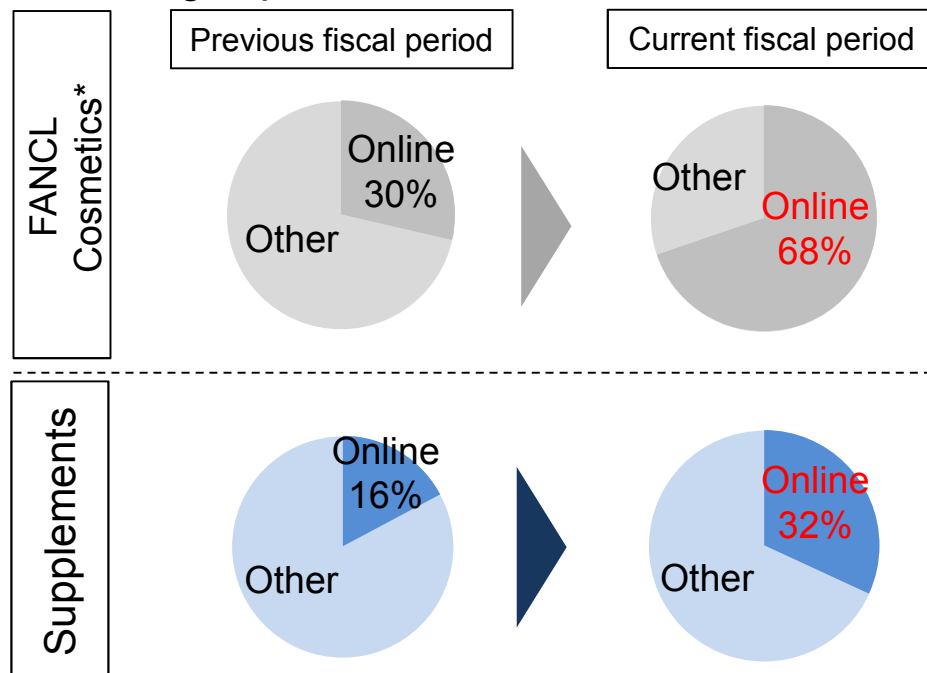 Previous fiscal period
Current fiscal period
FANCL
Cosmetics*
Online
30%
Other
Other
Online
68%
Supplements
Online
16%
Other
Online
32%
Other